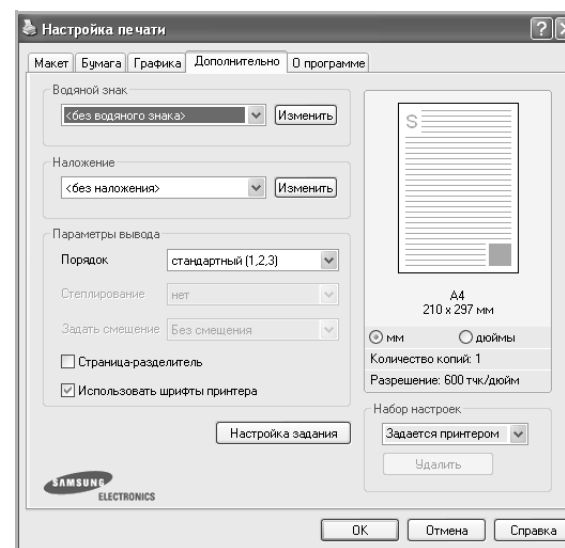 Настройка печати
Макет Бумага Графика Дополнительно О программе
Водяной знак
<без водяного знака> Изменить
Наложение
<без наложения> Изменить
Параметры вывода
Порядок стандартный (1,2,3)
Степлирование нет
Задать смещение Без смещения
Страница-разделитель
Использовать шрифты принтера
Настройка задания
SAMSUNG
ELECTRONICS
S
A4
210 x 297 мм
мм дюймы
Количество копий: 1
Разрешение: 600 тчк/дюйм
Набор настроек
Задается принтером
Удалить
OK Отмена Справка